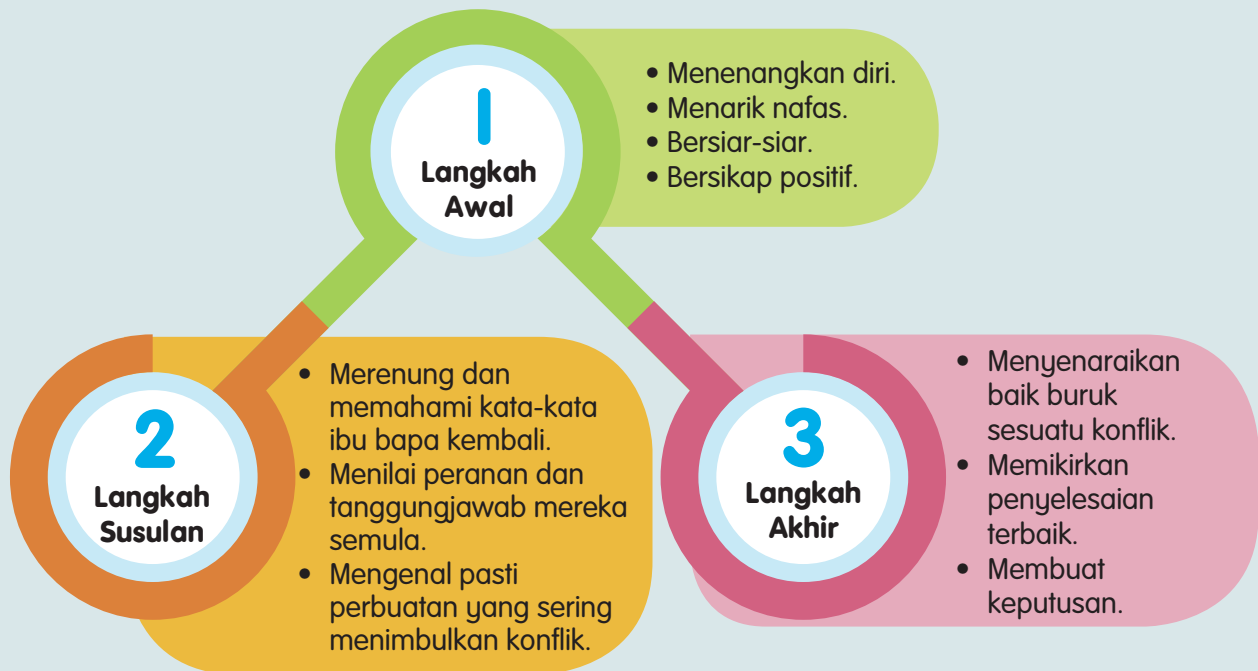 1
Langkah
Awal
• Menenangkan diri.
• Menarik nafas.
• Bersiar-siar.
• Bersikap positif.
2
Langkah
Susulan
• Merenung dan
memahami kata-kata
ibu bapa kembali.
• Menilai peranan dan
tanggungjawab mereka
semula.
• Mengenal pasti
perbuatan yang sering
menimbulkan konflik.
3
Langkah
Akhir
• Menyenaraikan
baik buruk
sesuatu konflik.
• Memikirkan
penyelesaian
terbaik.
• Membuat
keputusan.